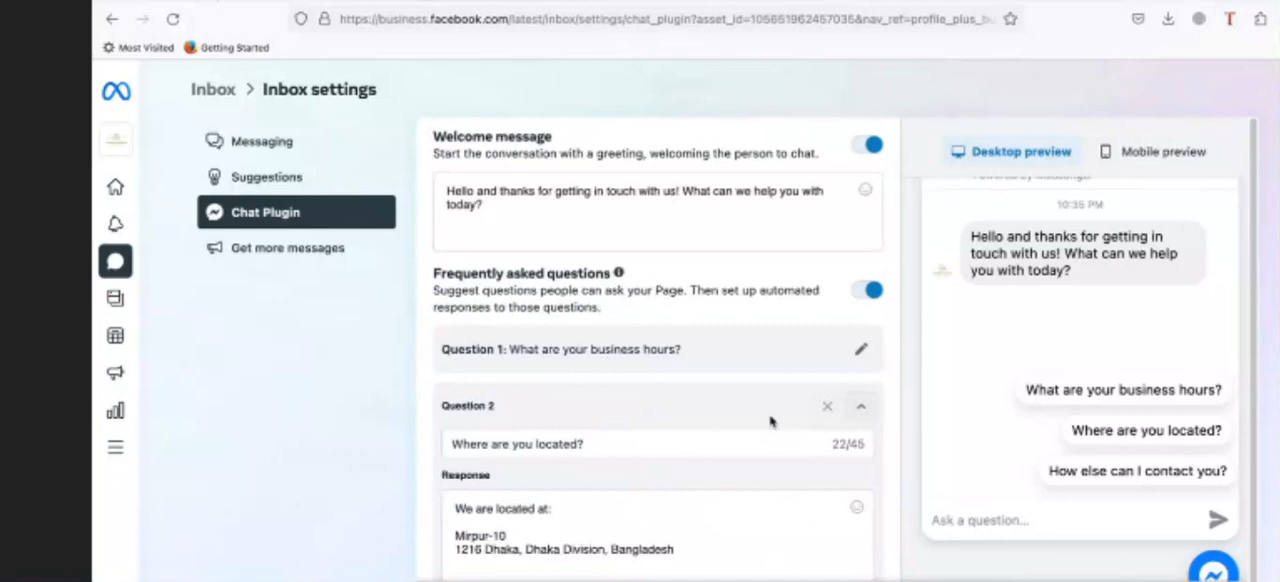 https://business.facebook.com/latest/inbox/settings/chat_plugin?asset_id=105651962457035&nav_ref=profile_plus_bu
T
Most Visited
Getting Started
Inbox > Inbox settings
Messaging
Suggestions
Chat Plugin
Get more messages
Welcome message
Start the conversation with a greeting, welcoming the person to chat.
Hello and thanks for getting in touch with us! What can we help you with
today?
Frequently asked questions
Suggest questions people can ask your Page. Then set up automated
responses to those questions.
Question 1: What are your business hours?
Question 2
Where are you located?
22/45
Response
We are located at:
Mirpur-10
1216 Dhaka, Dhaka Division, Bangladesh
Desktop preview
Mobile preview
10:35 PM
Hello and thanks for getting in
touch with us! What can we help
you with today?
What are your business hours?
Where are you located?
How else can I contact you?
Ask a question...